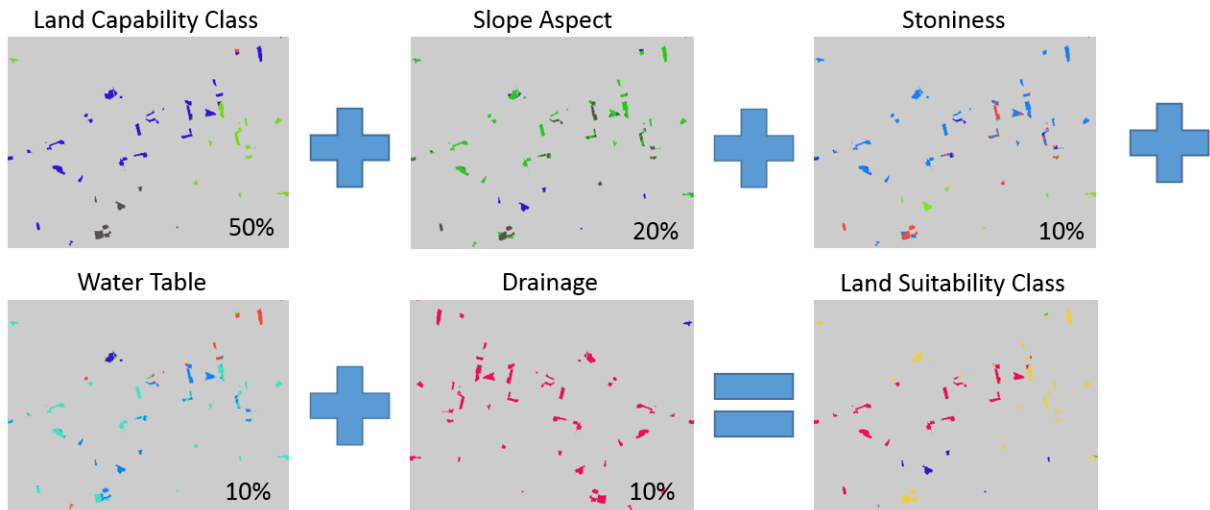 Land Capability Class
Slope Aspect
Stoniness
50%
20%
10%
Water Table
Drainage
Land Suitability Class
10%
10%